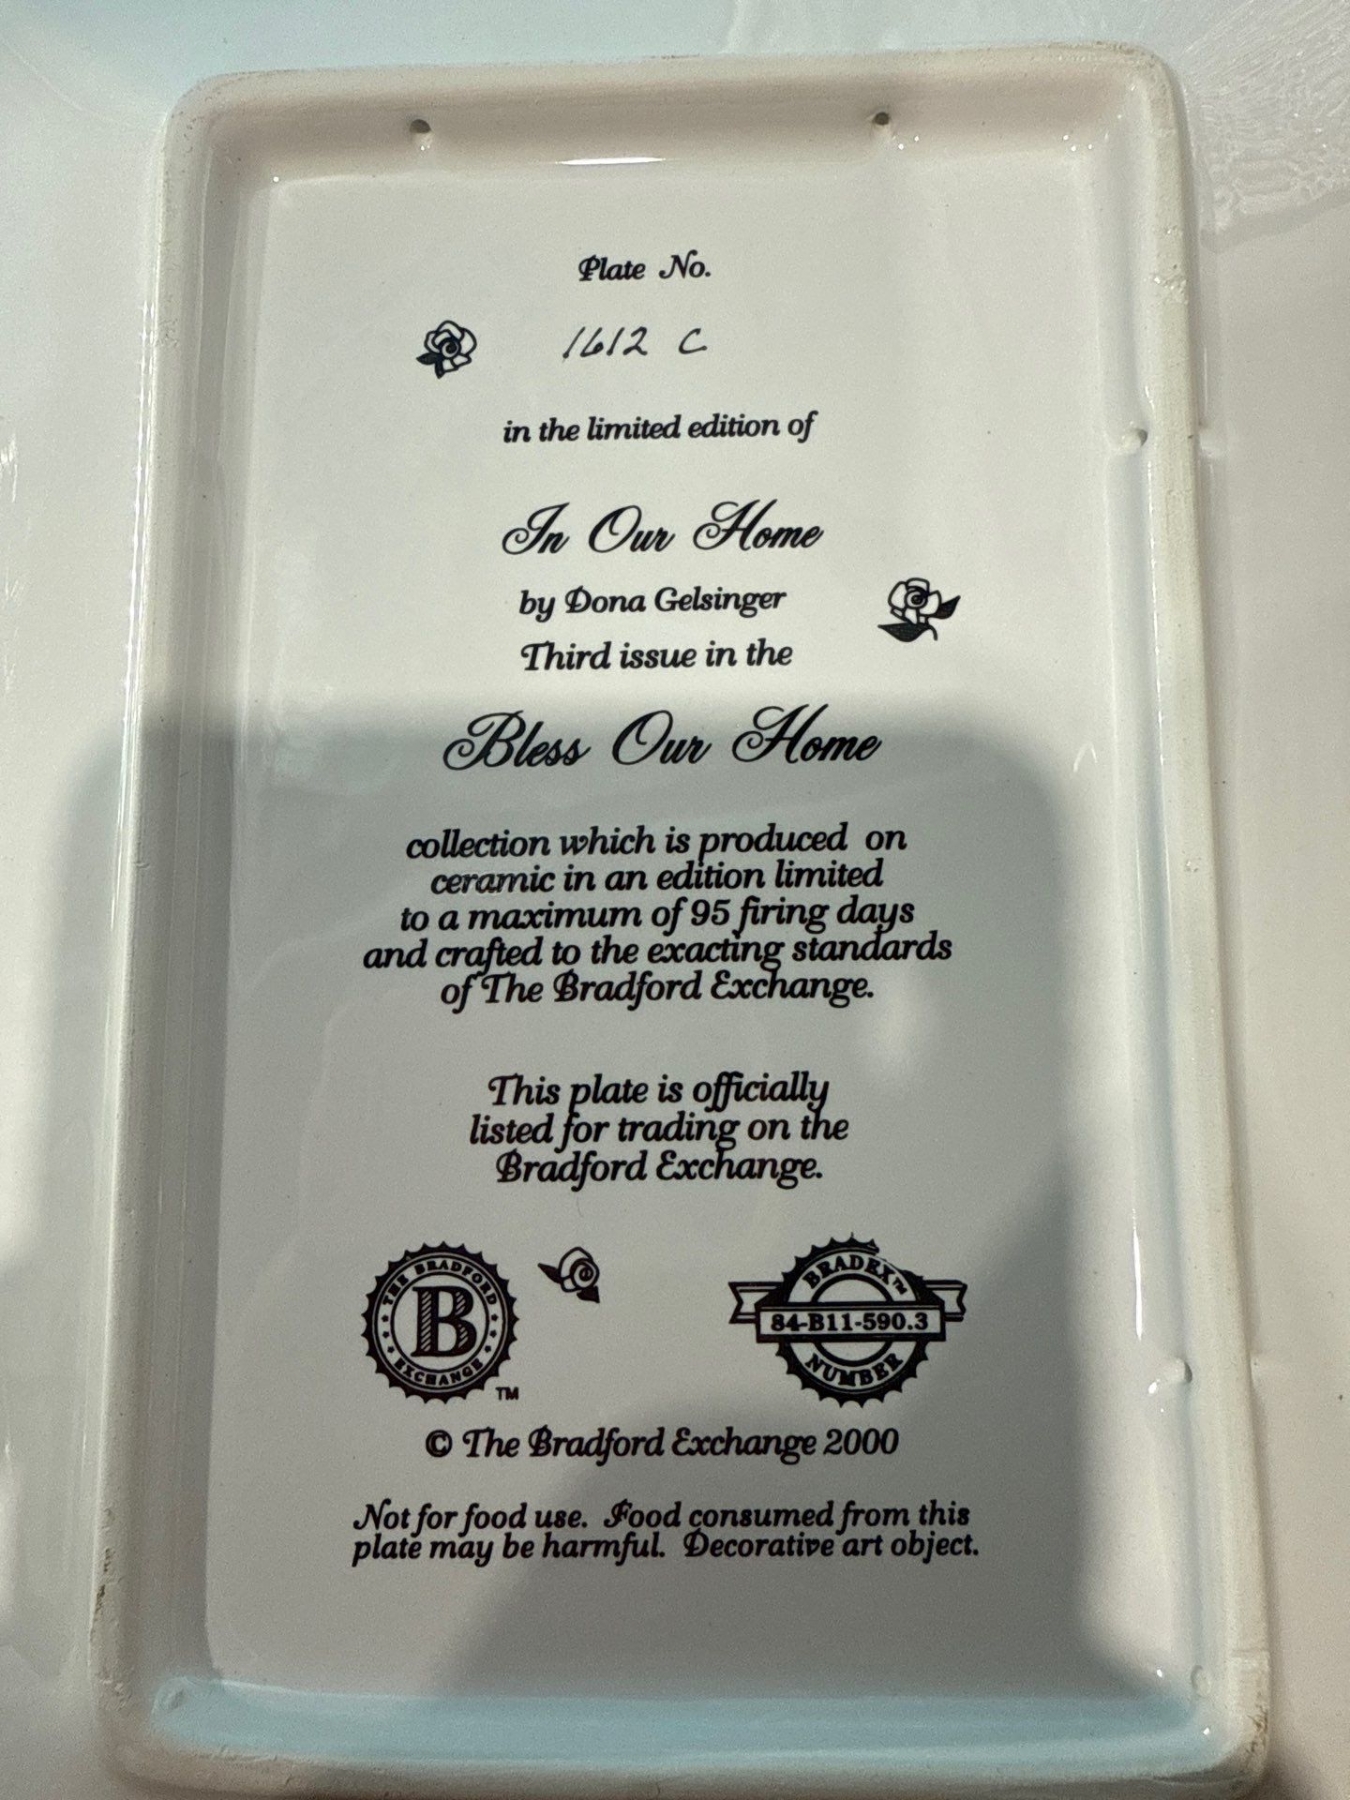 Plate No.
1612 C
in the limited edition of
In Our Home
by Dona Gelsinger
Third issue in the
Bless Our Home
collection which is produced on
ceramic in an edition limited
to a maximum of 95 firing days
and crafted to the exacting standards
of The Bradford Exchange.
This plate is officially
listed for trading on the
Bradford Exchange.
THE BRADFORD
B
EXCHANGE
TM
BRADEX™
84-B11-590.3
NUMBER
© The Bradford Exchange 2000
Not for food use. Food consumed from this
plate may be harmful. Decorative art object.